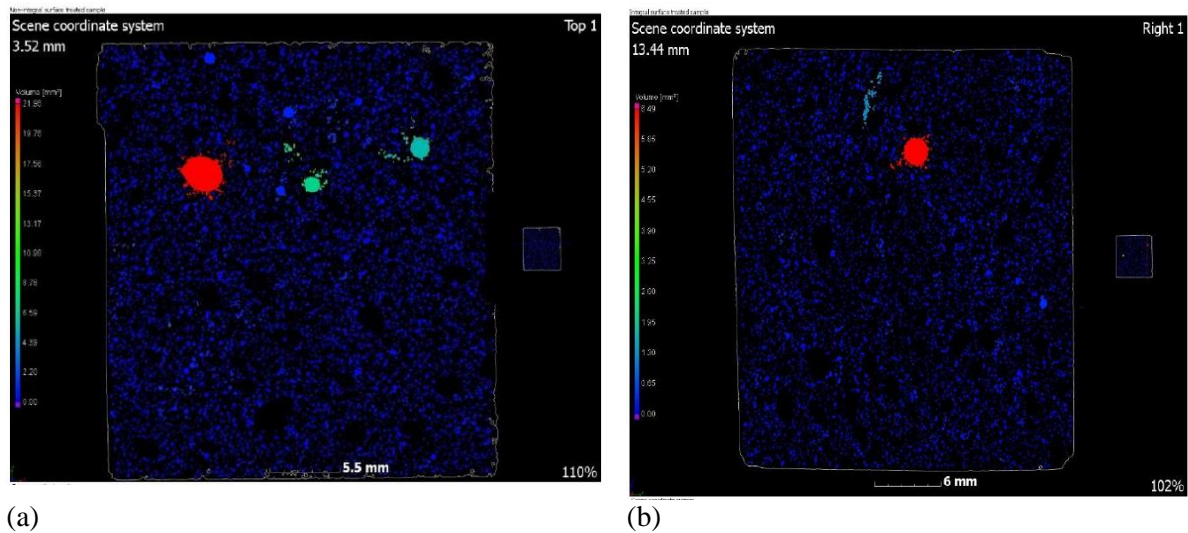 Non-integral surface treated sample
Scene coordinate system
3.52 mm
Top 1
Volume [mm³]
21.96
19.76
17.56
15.37
13.17
10.98
8.78
6.59
4.39
2.20
0.00
5.5 mm
110%
(a)
Integral surface treated sample
Scene coordinate system
13.44 mm
Right 1
Volume [mm³]
6.49
5.85
5.20
4.55
3.90
3.25
2.60
1.95
1.30
0.65
0.00
6 mm
102%
Scene coordinate system
(b)